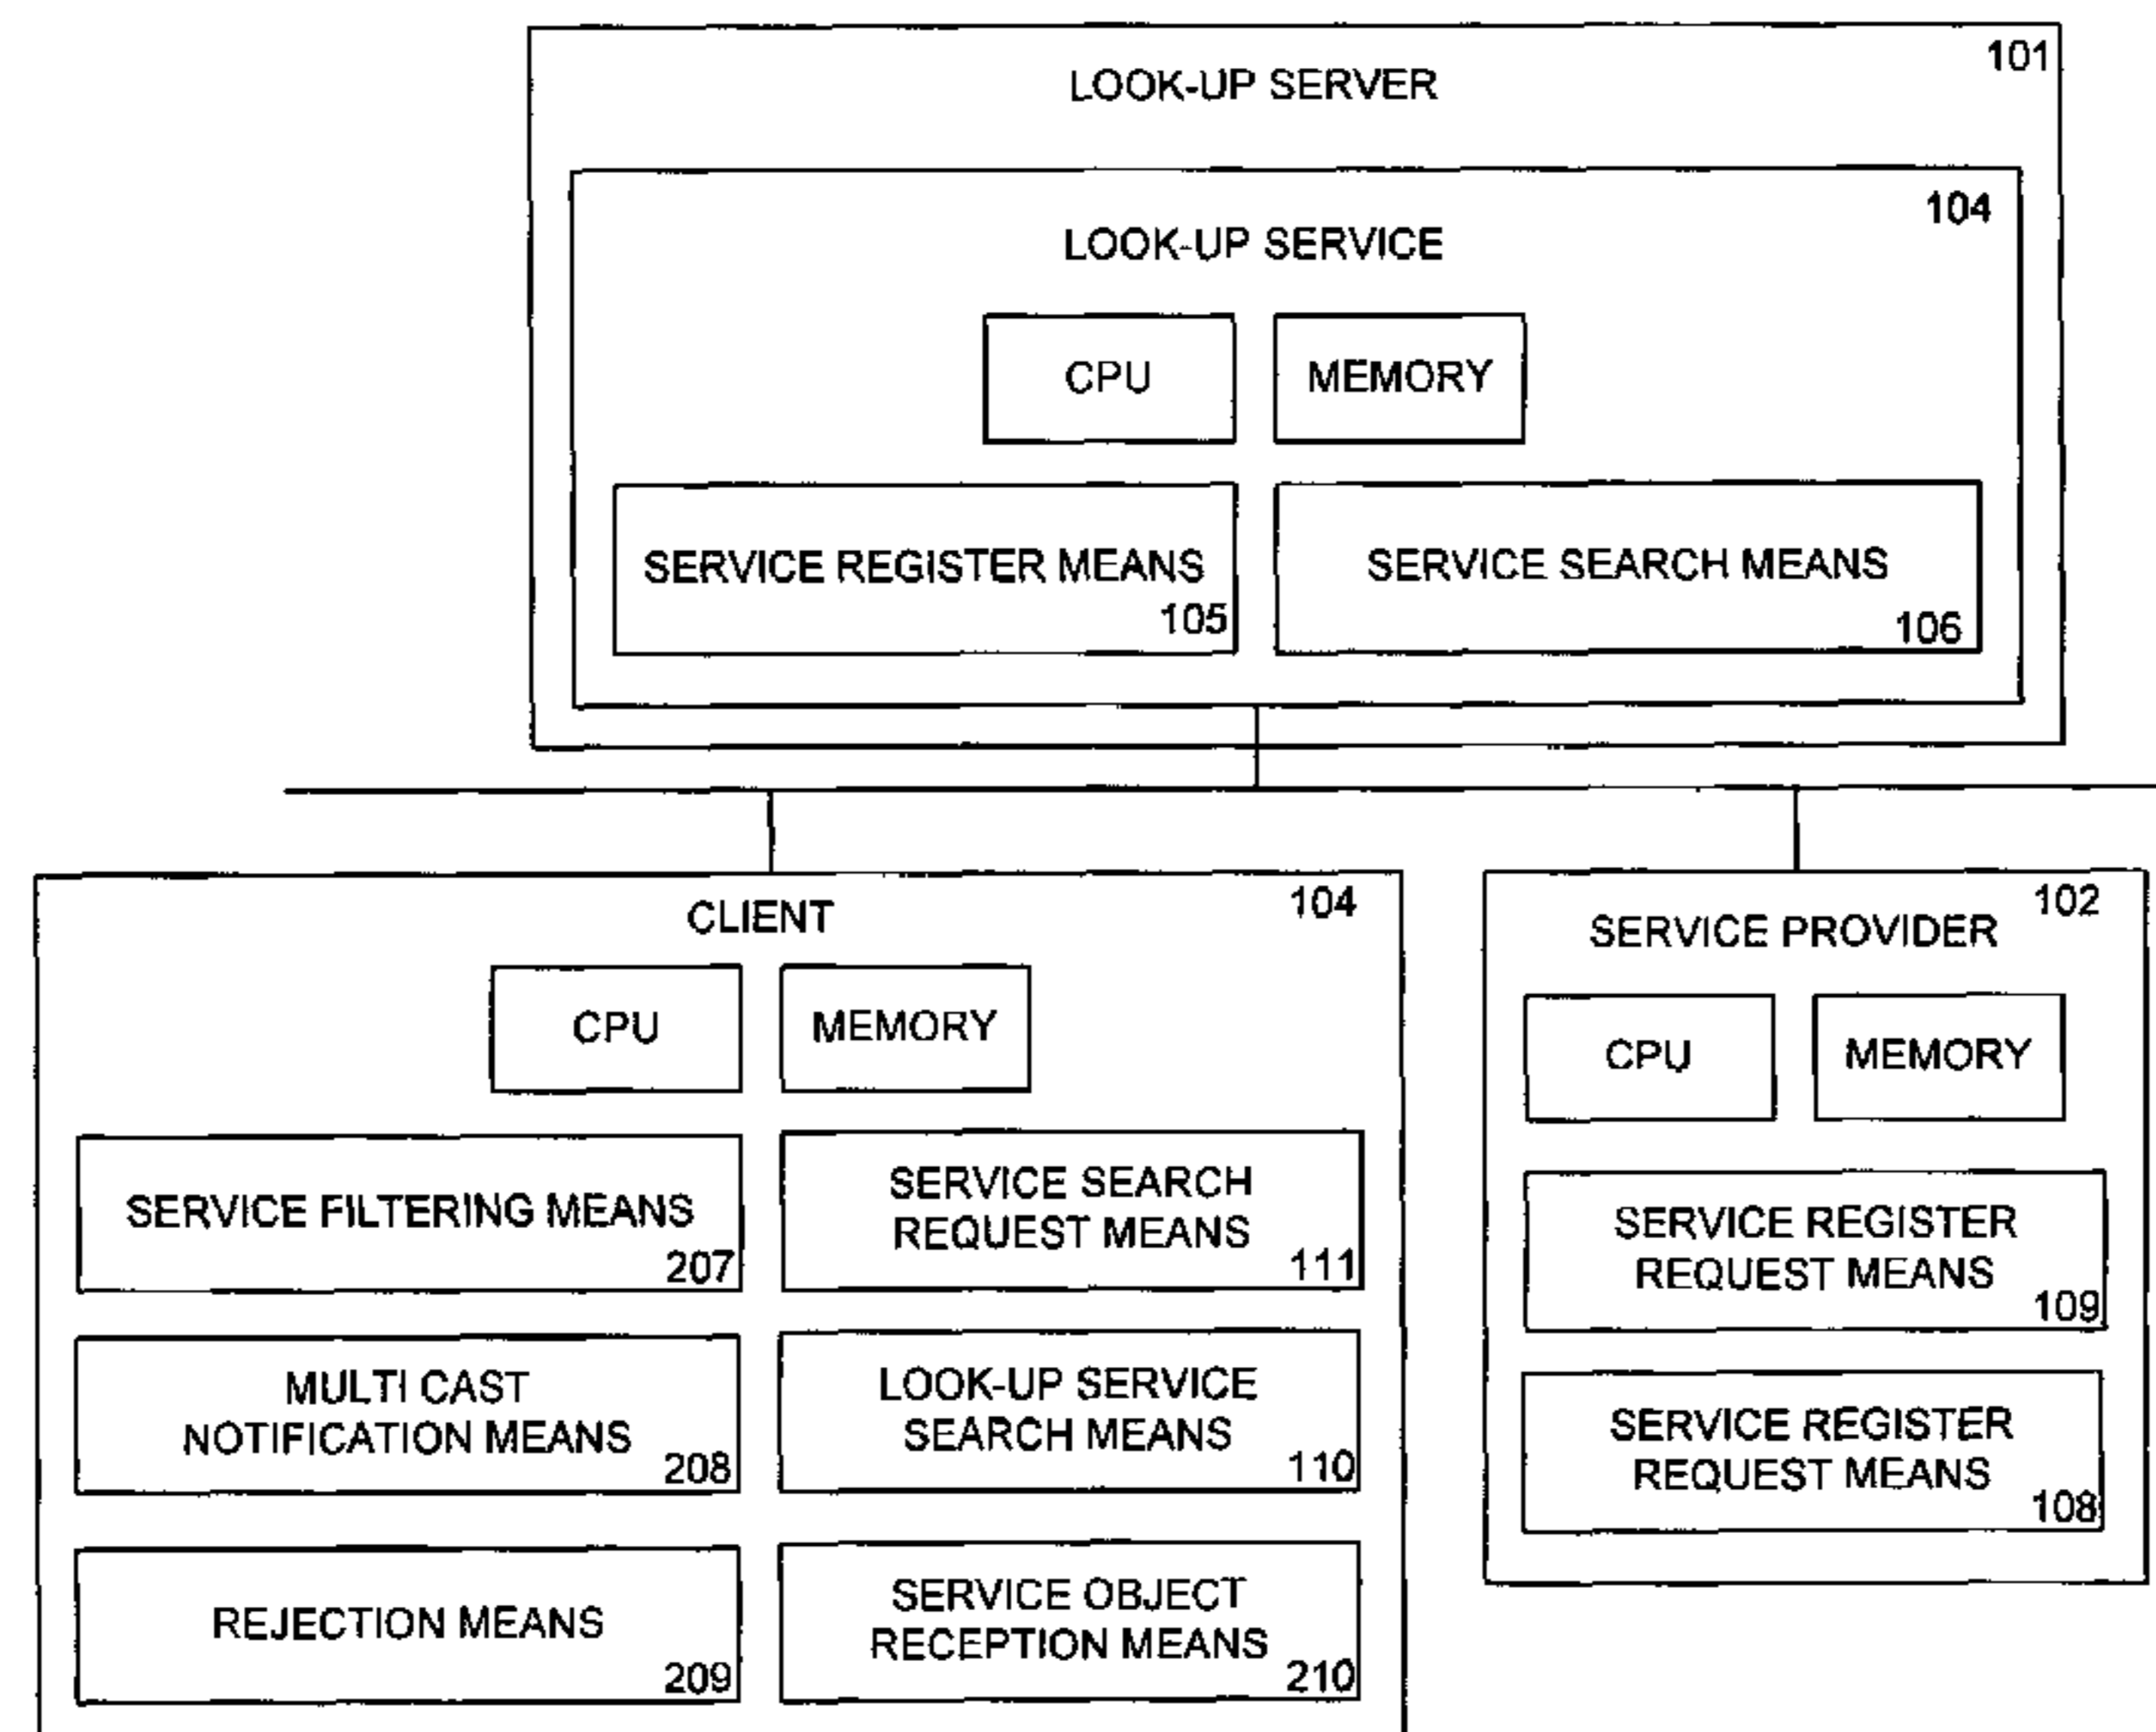 101
LOOK-UP SERVER
104
LOOK-UP SERVICE
CPU
MEMORY
SERVICE REGISTER MEANS
105
SERVICE SEARCH MEANS
106
CLIENT
104
CPU
MEMORY
SERVICE FILTERING MEANS
207
SERVICE SEARCH
REQUEST MEANS
111
MULTI CAST
NOTIFICATION MEANS
208
LOOK-UP SERVICE
SEARCH MEANS
110
REJECTION MEANS
209
SERVICE OBJECT
RECEPTION MEANS
210
102
SERVICE PROVIDER
CPU
MEMORY
SERVICE REGISTER
REQUEST MEANS
109
SERVICE REGISTER
REQUEST MEANS
108